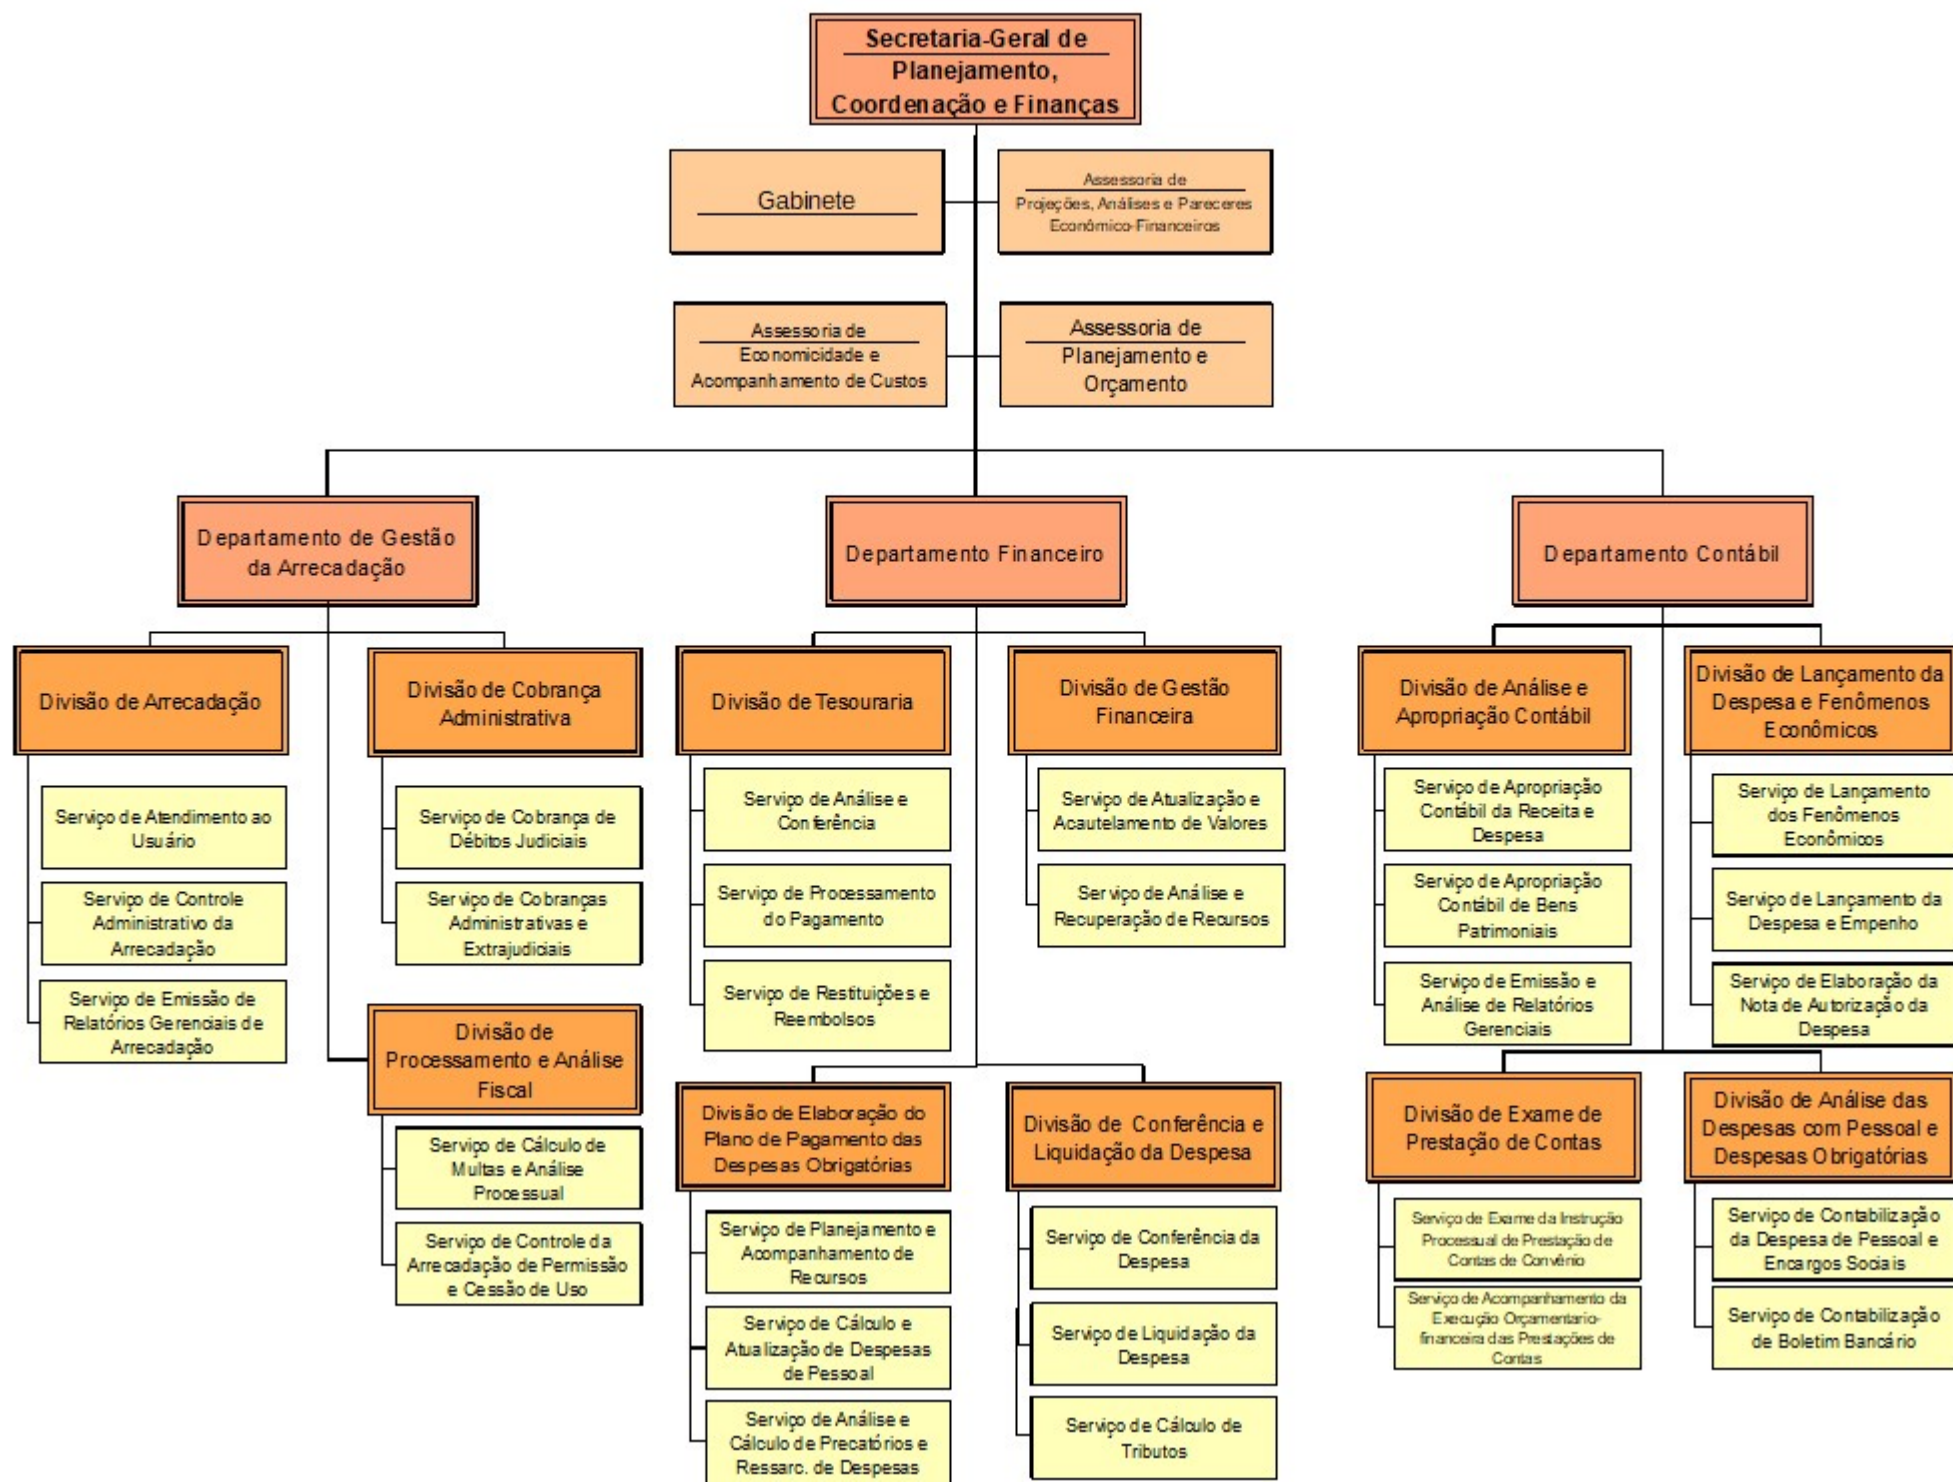 Secretaria-Geral de
Planejamento,
Coordenação e Finanças
Gabinete
Assessoria de
Projeções, Análises e Pareceres
Econômico-Financeiros
Assessoria de
Economicidade e
Acompanhamento de Custos
Assessoria de
Planejamento e
Orçamento
Departamento de Gestão
da Arrecadação
Departamento Financeiro
Departamento Contábil
Divisão de Arrecadação
Serviço de Atendimento ao
Usuário
Serviço de Controle
Administrativo da
Arrecadação
Serviço de Emissão de
Relatórios Gerenciais de
Arrecadação
Divisão de Cobrança
Administrativa
Serviço de Cobrança de
Débitos Judiciais
Serviço de Cobranças
Administrativas e
Extrajudiciais
Divisão de
Processamento e Análise
Fiscal
Serviço de Cálculo de
Multas e Análise
Processual
Serviço de Controle da
Arrecadação de Permissão
e Cessão de Uso
Divisão de Tesouraria
Serviço de Análise e
Conferência
Serviço de Processamento
do Pagamento
Serviço de Restituições e
Reembolsos
Divisão de Gestão
Financeira
Serviço de Atualização e
Acautelamento de Valores
Serviço de Análise e
Recuperação de Recursos
Divisão de Elaboração do
Plano de Pagamento das
Despesas Obrigatórias
Serviço de Planejamento e
Acompanhamento de
Recursos
Serviço de Cálculo e
Atualização de Despesas
de Pessoal
Serviço de Análise e
Cálculo de Precatórios e
Ressarc. de Despesas
Divisão de Conferência e
Liquidação da Despesa
Serviço de Conferência da
Despesa
Serviço de Liquidação da
Despesa
Serviço de Cálculo de
Tributos
Divisão de Análise e
Apropriação Contábil
Serviço de Apropriação
Contábil da Receita e
Despesa
Serviço de Apropriação
Contábil de Bens
Patrimoniais
Serviço de Emissão e
Análise de Relatórios
Gerenciais
Divisão de Lançamento da
Despesa e Fenômenos
Econômicos
Serviço de Lançamento
dos Fenômenos
Econômicos
Serviço de Lançamento da
Despesa e Empenho
Serviço de Elaboração da
Nota de Autorização da
Despesa
Divisão de Exame de
Prestação de Contas
Serviço de Exame da Instrução
Processual de Prestação de
Contas de Convênio
Serviço de Acompanhamento da
Execução Orçamentario-
financeira das Prestações de
Contas
Divisão de Análise das
Despesas com Pessoal e
Despesas Obrigatórias
Serviço de Contabilização
da Despesa de Pessoal e
Encargos Sociais
Serviço de Contabilização
de Boletim Bancário